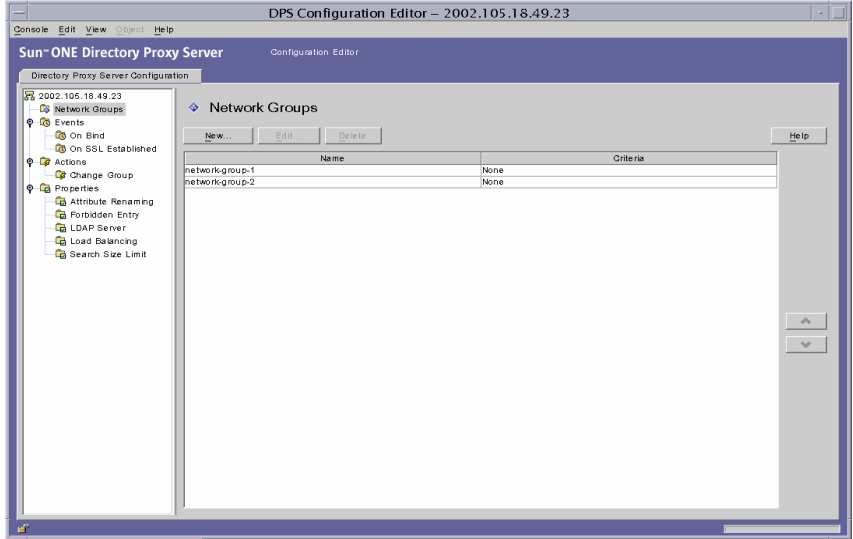 DPS Configuration Editor – 2002.105.18.49.23
Console Edit View Object Help
Sun™ ONE Directory Proxy Server Configuration Editor
Directory Proxy Server Configuration
2002.105.18.49.23
Network Groups
Events
On Bind
On SSL Established
Actions
Change Group
Properties
Attribute Renaming
Forbidden Entry
LDAP Server
Load Balancing
Search Size Limit
Network Groups
New... Edit... Delete Help
Name Criteria
network-group-1 None
network-group-2 None